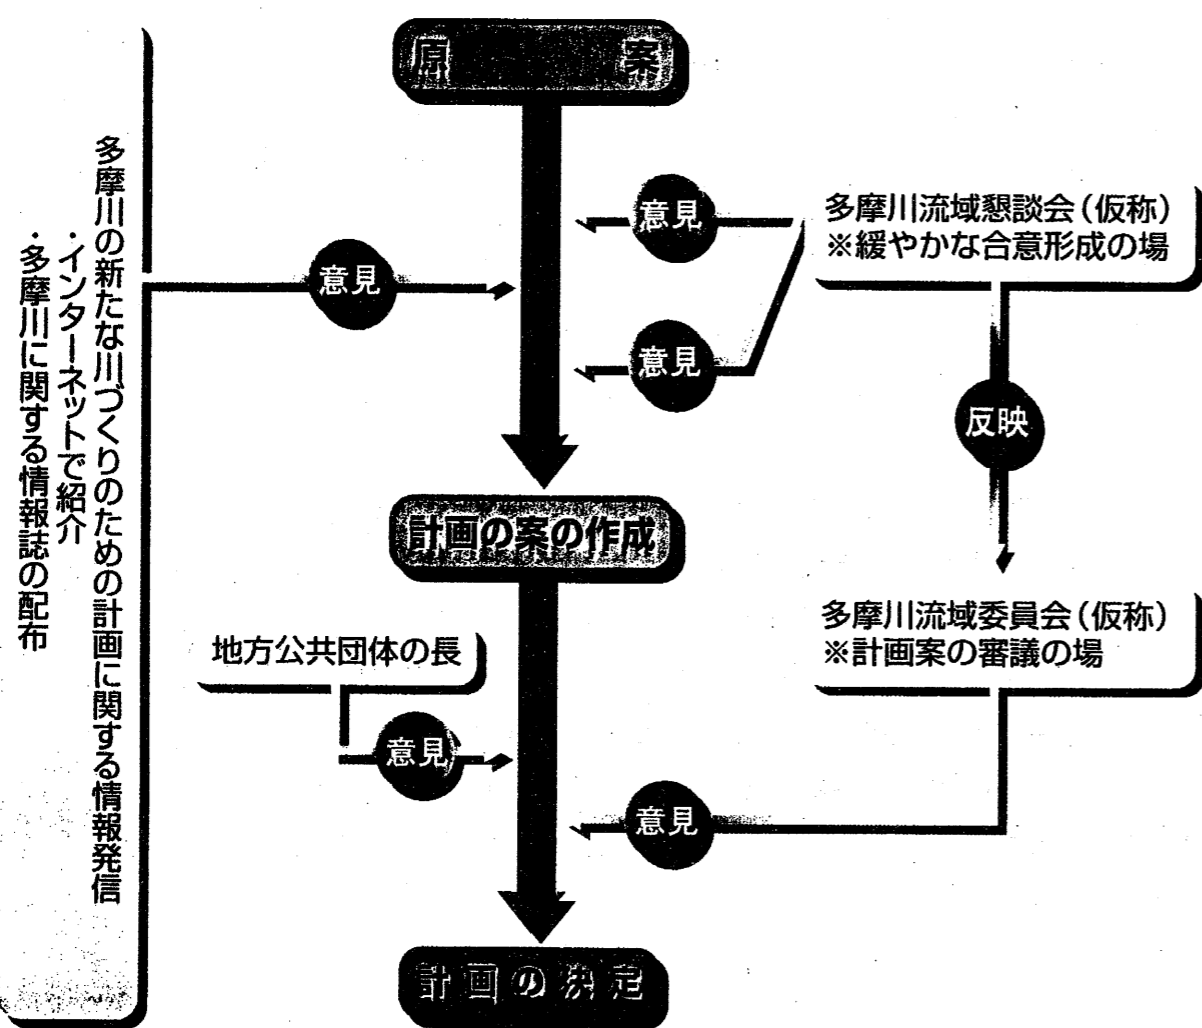 原案
意見
多摩川流域懇談会(仮称)
※緩やかな合意形成の場
意見
意見
反映
多摩川の新たな川づくりのための計画に関する情報発信
・インターネットで紹介
・多摩川に関する情報誌の配布
計画の案の作成
多摩川流域委員会(仮称)
※計画案の審議の場
地方公共団体の長
意見
意見
計画の決定